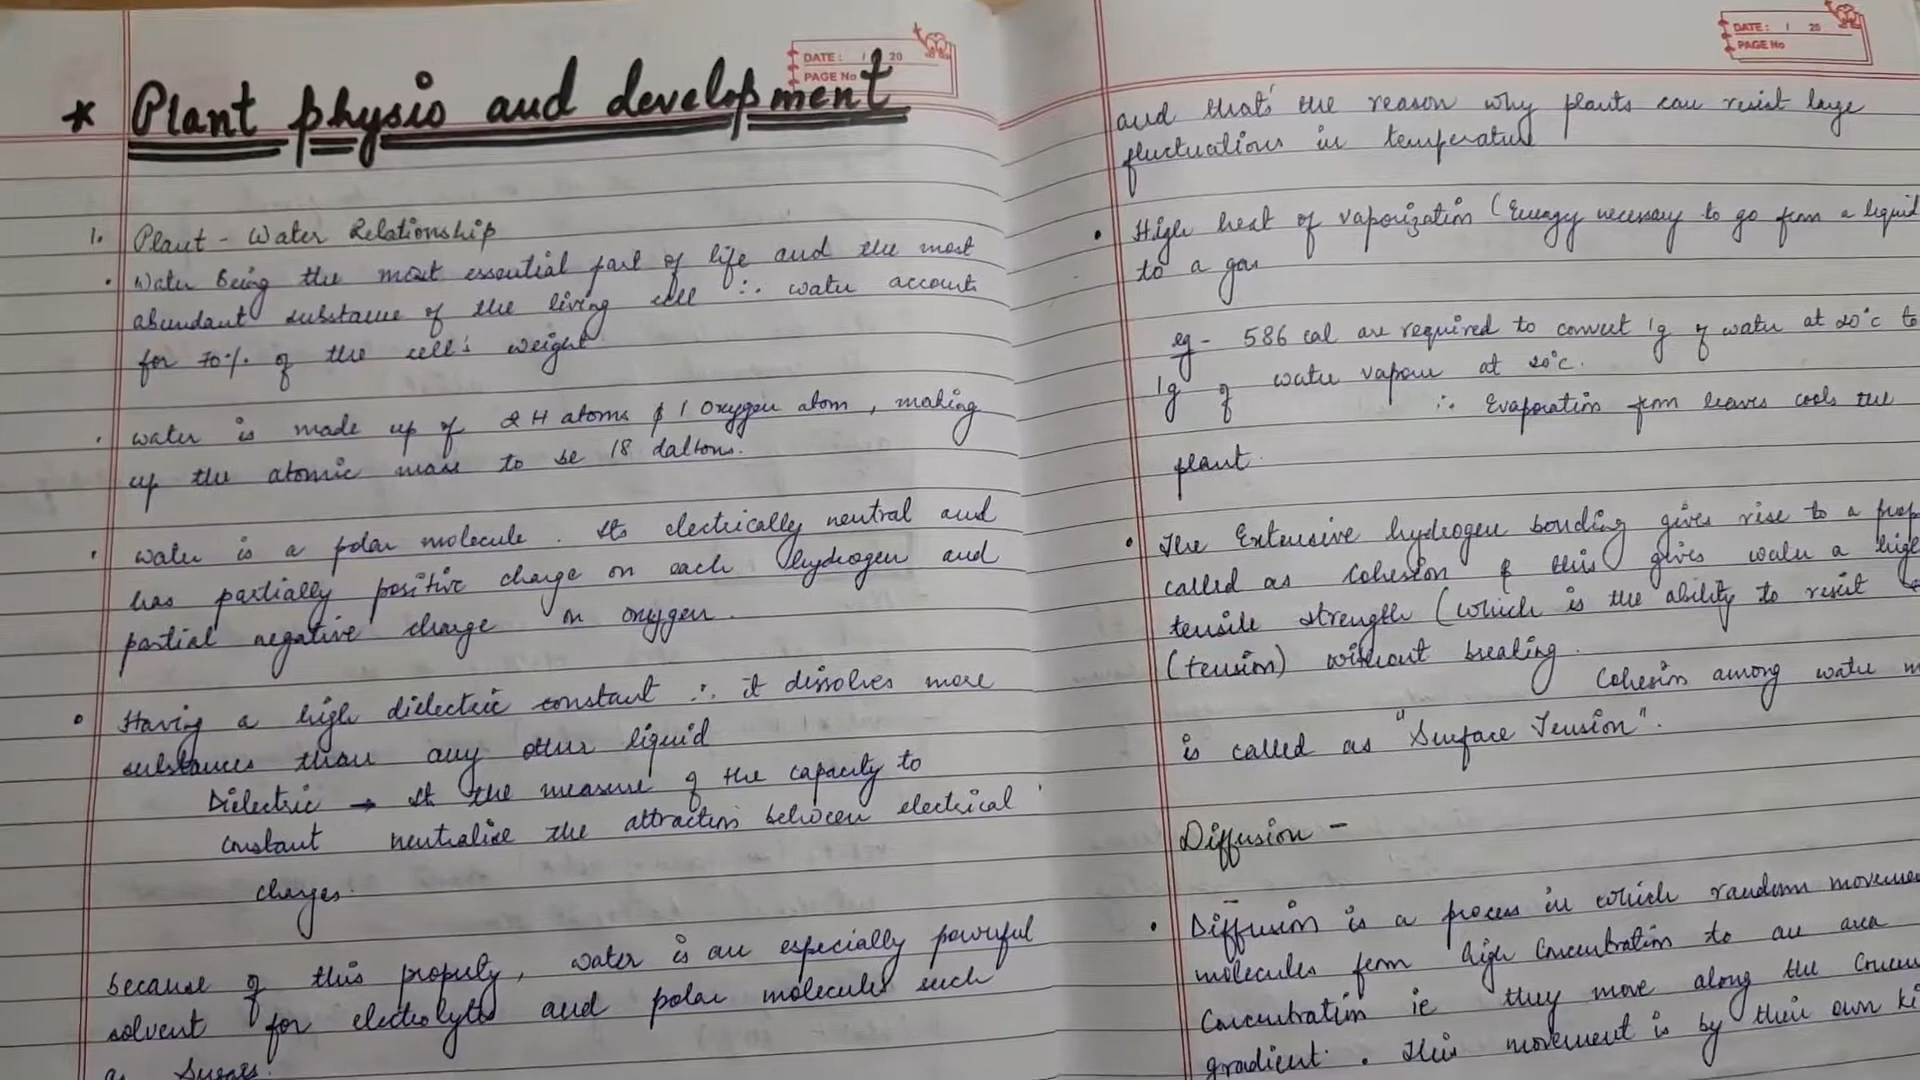 DATE: / 20
PAGE No
* Plant physio and development
1. Plant - Water Relationship
• Water being the most essential part of life and the most
abundant substance of the living cell ∴ water accounts
for 70% of the cell's weight
• water is made up of 2 H atoms & 1 Oxygen atom, making
up the atomic mass to be 18 daltons.
• water is a polar molecule. Its electrically neutral and
has partially positive charge on each hydrogen and
partial negative charge on oxygen.
• Having a high dielectric constant ∴ it dissolves more
substances than any other liquid
Dielectric → It the measure of the capacity to
constant neutralise the attraction between electrical
charges.
because of this property, water is an especially powerful
solvent for electrolytes and polar molecules such
as Sugars.
DATE: / 20
PAGE No
and that's the reason why plants can resist large
fluctuations in temperature
• High heat of vaporization (Energy necessary to go from a liquid
to a gas
eg - 586 cal are required to convert 1g of water at 20°c to
1g of water vapour at 20°c.
∴ Evaporation from leaves cools the
plant.
• The Extensive hydrogen bonding gives rise to a prop
called as Cohesion & this gives water a high
tensile strength (which is the ability to resist
(tension) without breaking.
Cohesion among water m
is called as "Surface Tension".
Diffusion -
• Diffusion is a process in which random moveme
molecules from high concentration to an area
Concentration ie they move along the Concen
gradient. This movement is by their own ki